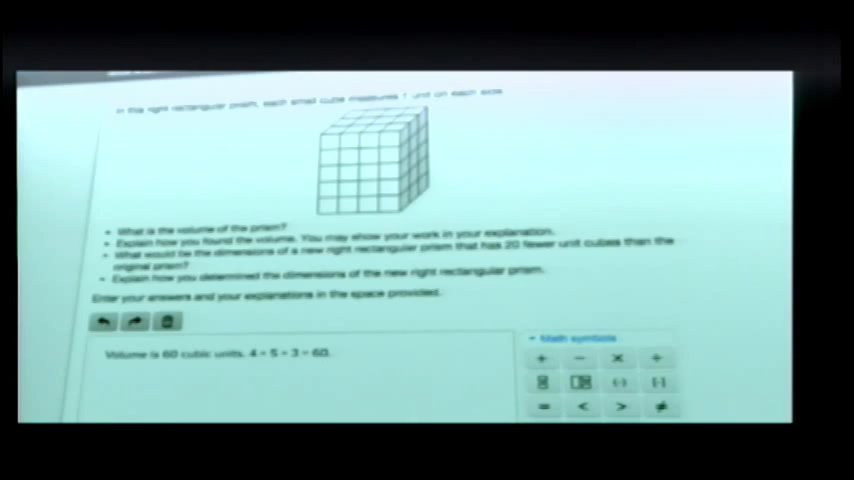 In this right rectangular prism, each small cube measures 1 unit on each side.
• What is the volume of the prism?
• Explain how you found the volume. You may show your work in your explanation.
• What would be the dimensions of a new right rectangular prism that has 20 fewer unit cubes than the
original prism?
• Explain how you determined the dimensions of the new right rectangular prism.
Enter your answers and your explanations in the space provided.
Math symbols
Volume is 60 cubic units. 4 × 5 × 3 = 60.
+ − × ÷
(·) |·|
= < > ≠